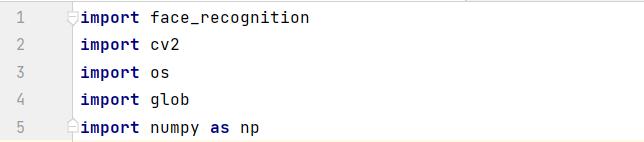 1 import face_recognition
2 import cv2
3 import os
4 import glob
5 import numpy as np